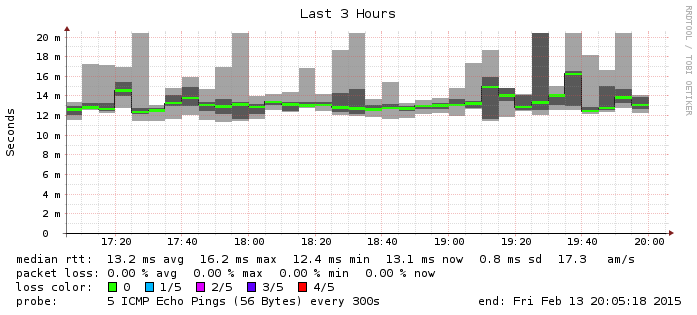 Last 3 Hours
RRDTOOL / TOBI OETIKER
Seconds
20 m
18 m
16 m
14 m
12 m
10 m
8 m
6 m
4 m
2 m
0
17:20 17:40 18:00 18:20 18:40 19:00 19:20 19:40 20:00
median rtt: 13.2 ms avg 16.2 ms max 12.4 ms min 13.1 ms now 0.8 ms sd 17.3 am/s
packet loss: 0.00 % avg 0.00 % max 0.00 % min 0.00 % now
loss color: 0 1/5 2/5 3/5 4/5
probe: 5 ICMP Echo Pings (56 Bytes) every 300s end: Fri Feb 13 20:05:18 2015